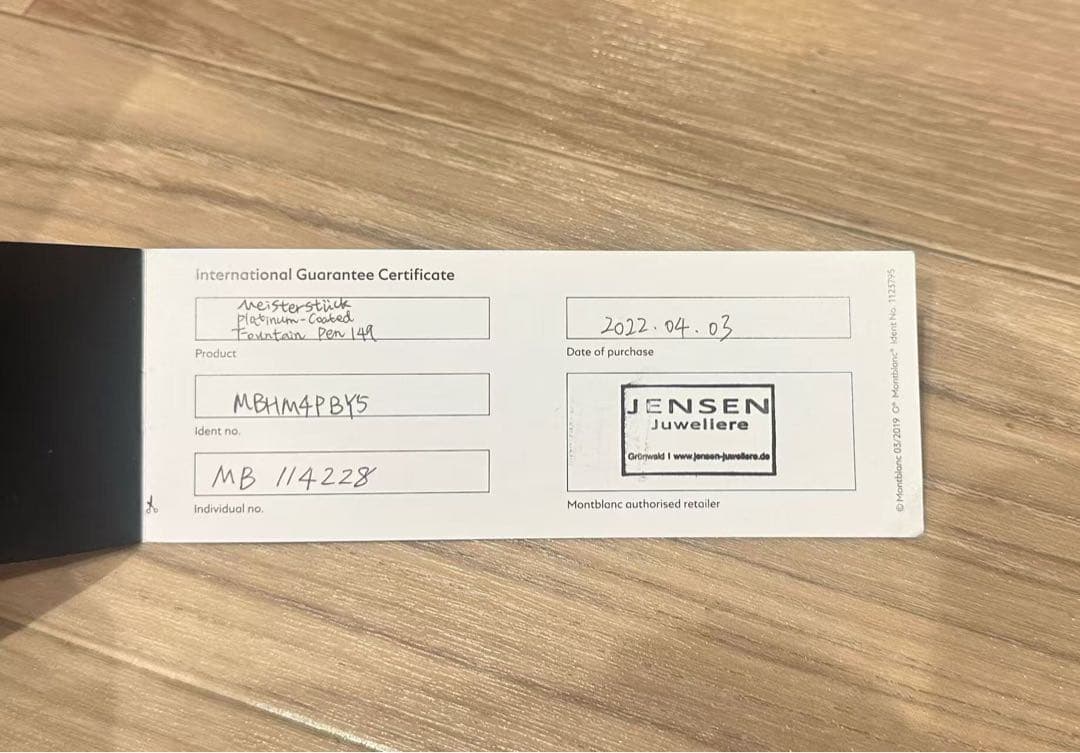 International Guarantee Certificate
Meisterstück
Platinum-Coated
Fountain Pen 149
Product
MBHM4PBY5
Ident no.
MB 114228
Individual no.
2022.04.03
Date of purchase
JENSEN
Juweliere
Grünwald I www.jensen-juweliere.de
Montblanc authorised retailer
© Montblanc 03/2019 O* Montblanc® Ident No. 1123795